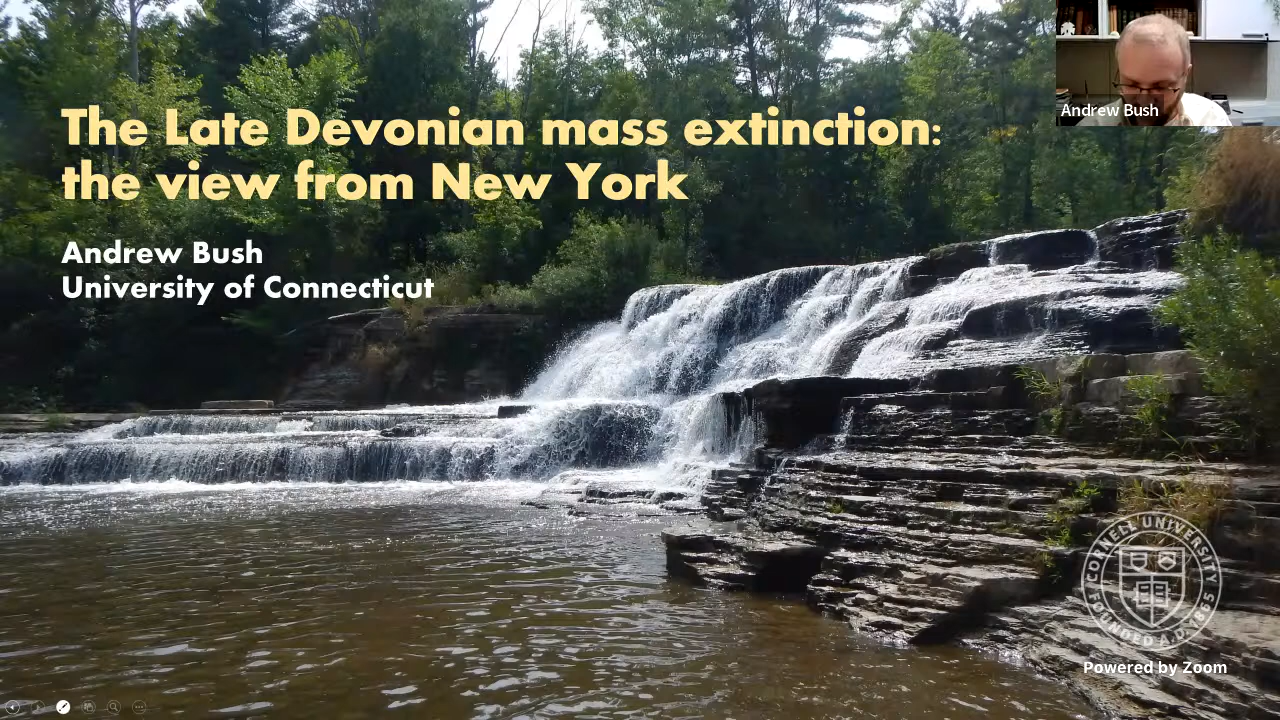 The Late Devonian mass extinction:
the view from New York
Andrew Bush
University of Connecticut
Andrew Bush
CORNELL UNIVERSITY
FOUNDED A.D. 1865
Powered by Zoom